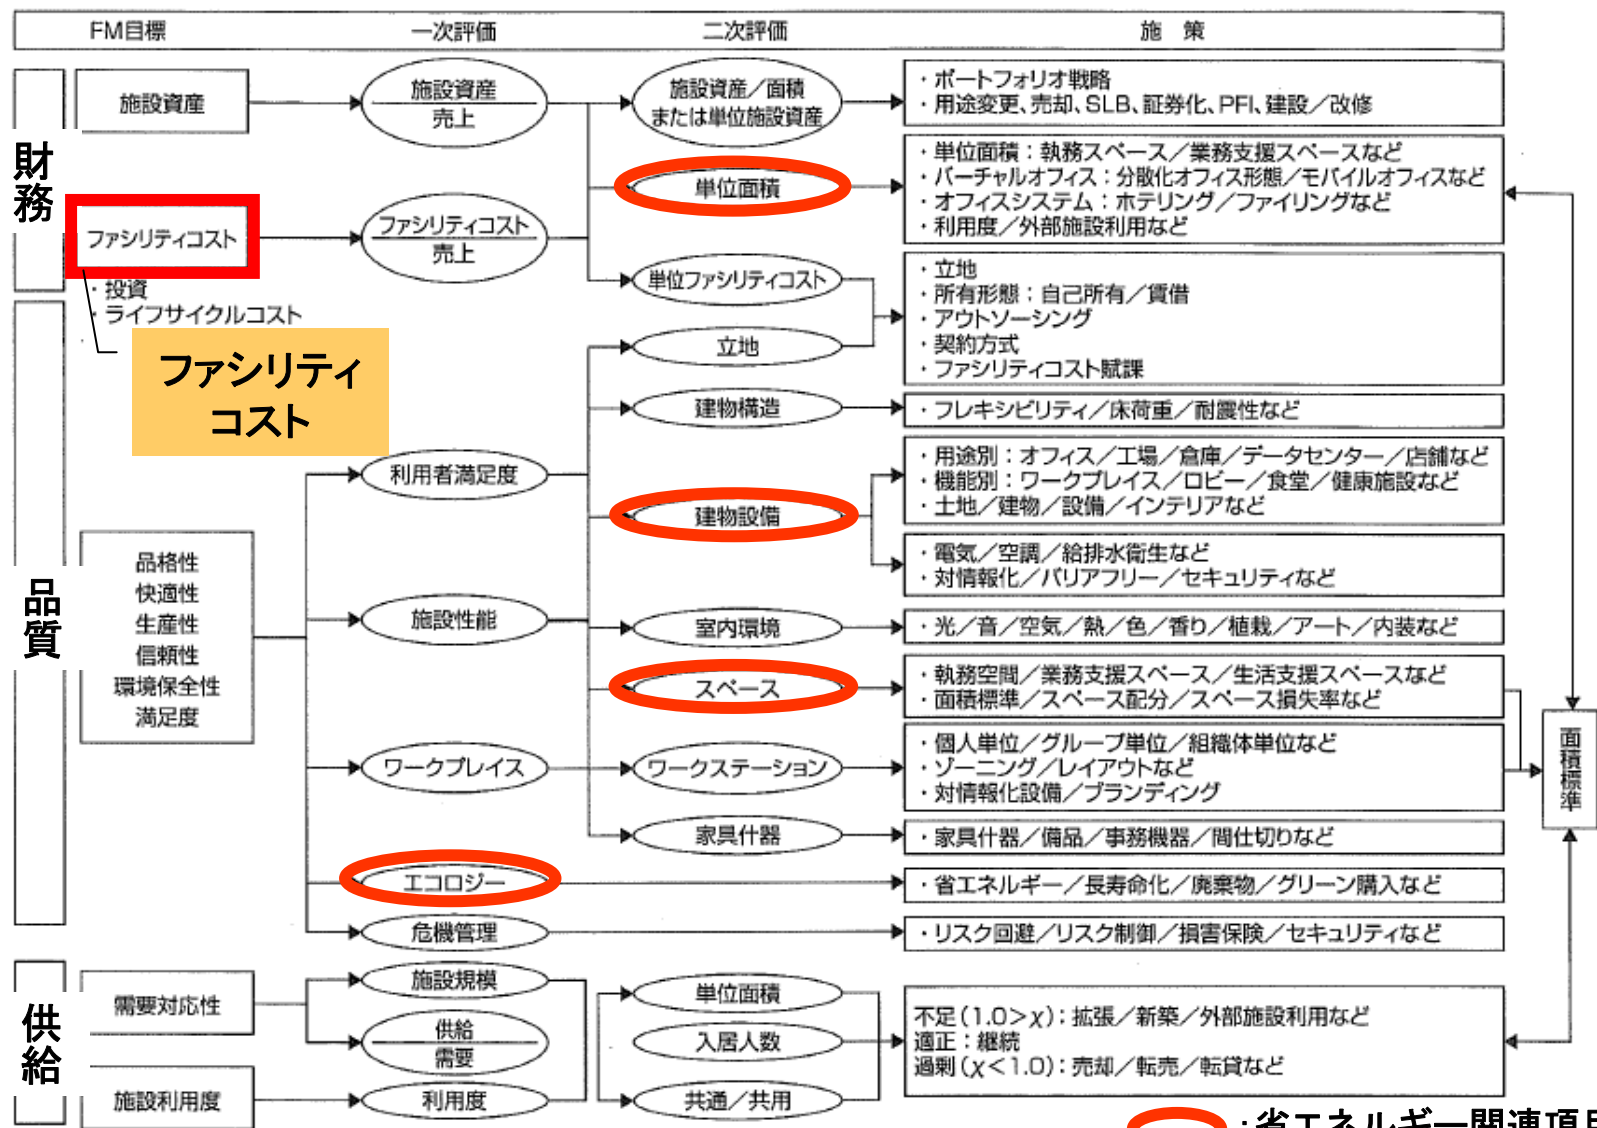 FM目標 一次評価 二次評価 施 策
財務
施設資産
施設資産
売上
施設資産／面積
または単位施設資産
・ポートフォリオ戦略
・用途変更、売却、SLB、証券化、PFI、建設／改修
単位面積
・単位面積：執務スペース／業務支援スペースなど
・バーチャルオフィス：分散化オフィス形態／モバイルオフィスなど
・オフィスシステム：ホテリング／ファイリングなど
・利用度／外部施設利用など
ファシリティコスト
ファシリティコスト
売上
・投資
・ライフサイクルコスト
ファシリティ
コスト
単位ファシリティコスト
立地
・立地
・所有形態：自己所有／賃借
・アウトソーシング
・契約方式
・ファシリティコスト賦課
品質
品格性
快適性
生産性
信頼性
環境保全性
満足度
利用者満足度
施設性能
ワークプレイス
エコロジー
危機管理
建物構造
・フレキシビリティ／床荷重／耐震性など
建物設備
・用途別：オフィス／工場／倉庫／データセンター／店舗など
・機能別：ワークプレイス／ロビー／食堂／健康施設など
・土地／建物／設備／インテリアなど
・電気／空調／給排水衛生など
・対情報化／バリアフリー／セキュリティなど
室内環境
・光／音／空気／熱／色／香り／植栽／アート／内装など
スペース
・執務空間／業務支援スペース／生活支援スペースなど
・面積標準／スペース配分／スペース損失率など
ワークステーション
・個人単位／グループ単位／組織体単位など
・ゾーニング／レイアウトなど
・対情報化設備／ブランディング
家具什器
・家具什器／備品／事務機器／間仕切りなど
・省エネルギー／長寿命化／廃棄物／グリーン購入など
・リスク回避／リスク制御／損害保険／セキュリティなど
面積標準
供給
需要対応性
施設利用度
施設規模
供給
需要
利用度
単位面積
入居人数
共通／共用
不足(1.0>χ)：拡張／新築／外部施設利用など
適正：継続
過剰(χ<1.0)：売却／転売／転貸など
：省エネルギー関連項目